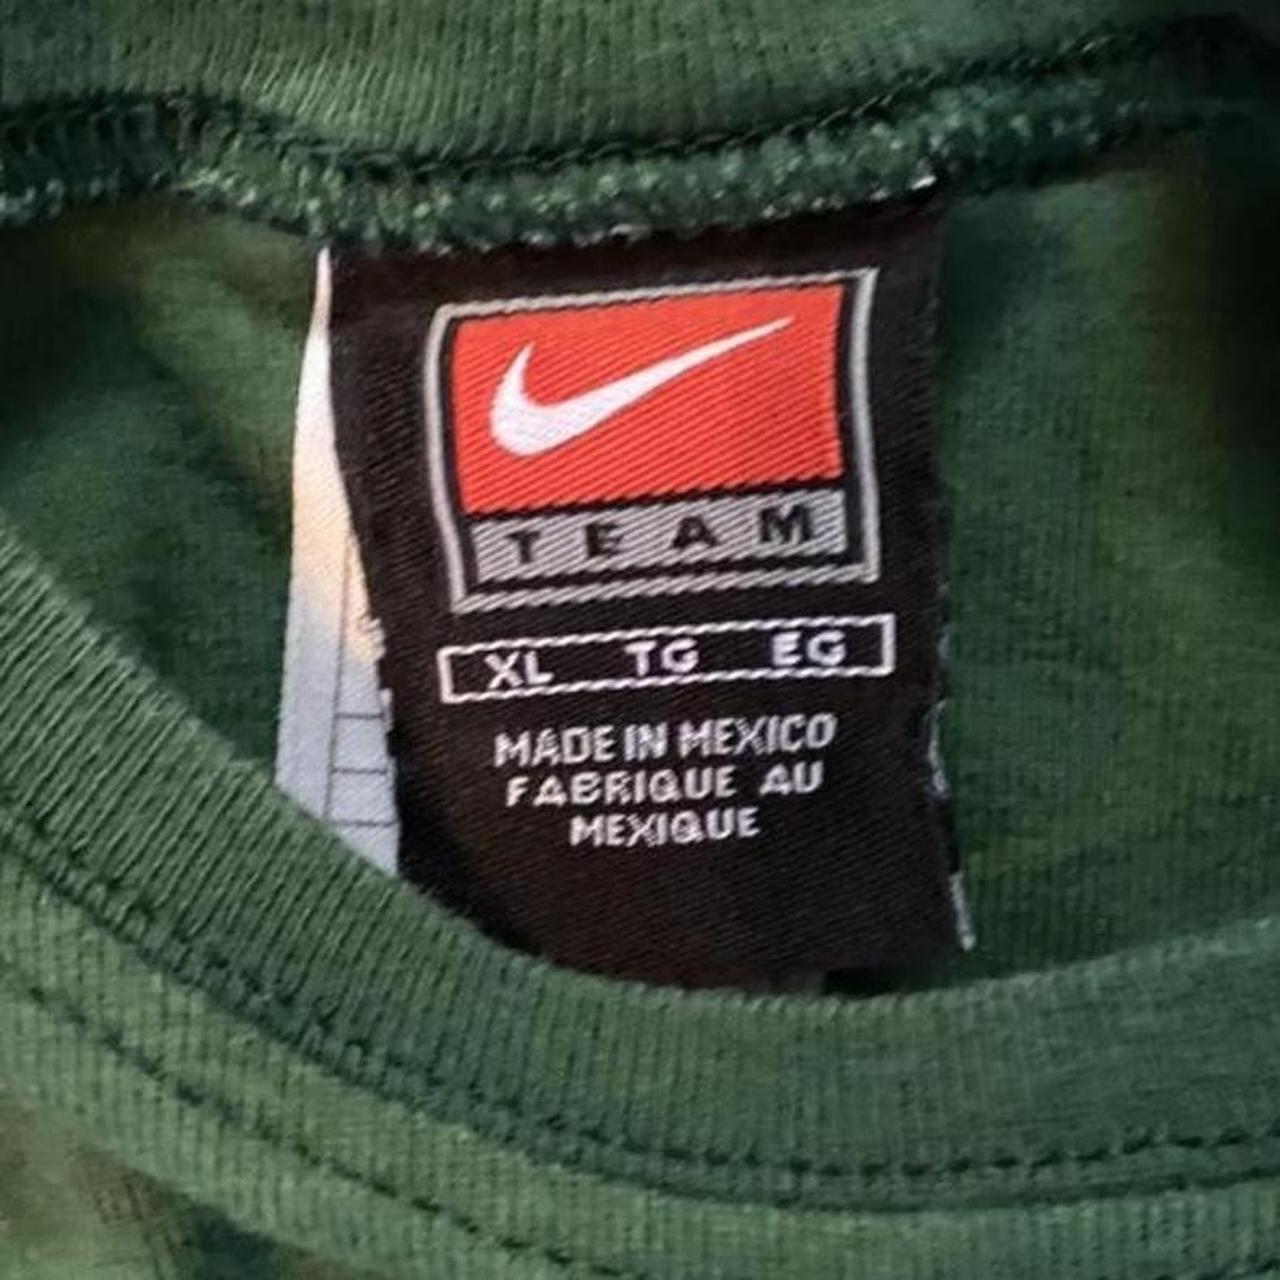 TEAM
XL TG EG
MADE IN MEXICO
FABRIQUE AU
MEXIQUE